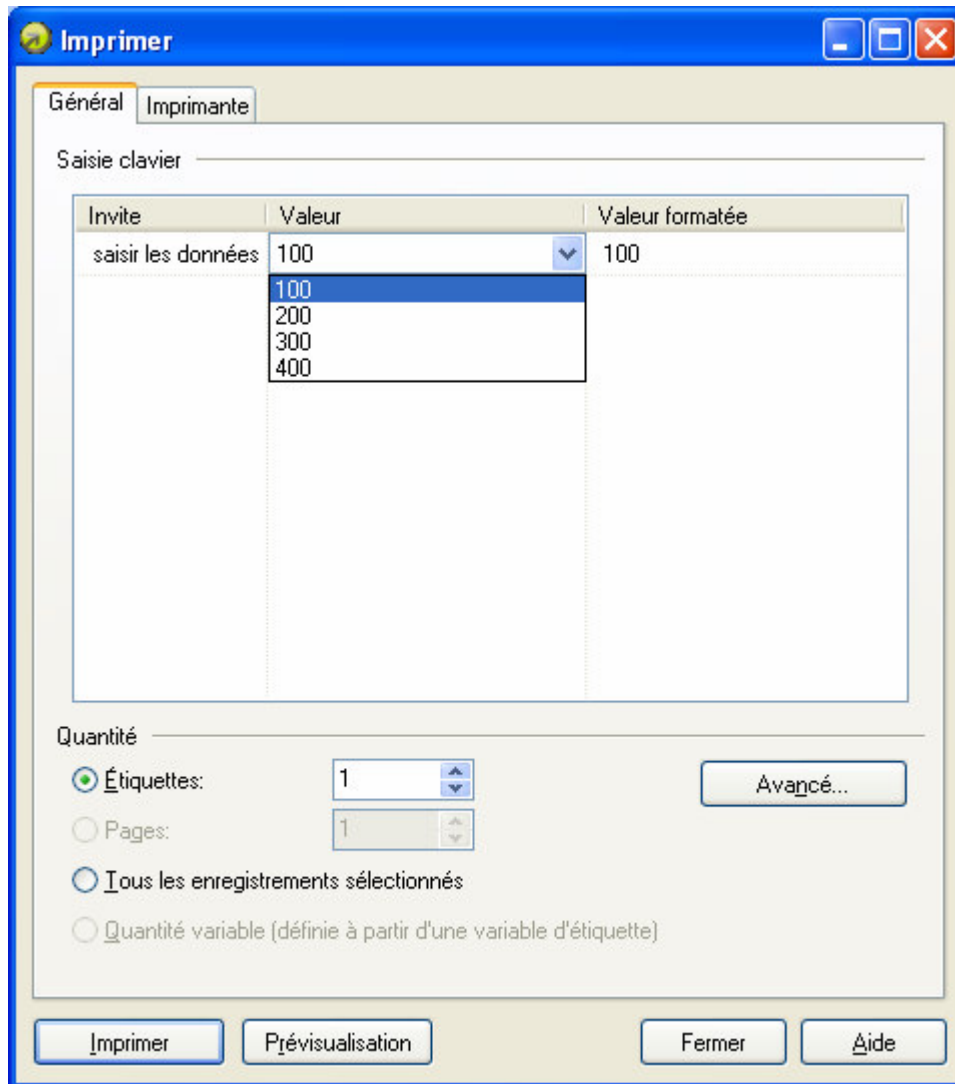 Imprimer
Général Imprimante
Saisie clavier
Invite Valeur Valeur formatée
saisir les données 100 100
100
200
300
400
Quantité
Étiquettes: 1 Avancé...
Pages: 1
Tous les enregistrements sélectionnés
Quantité variable (définie à partir d'une variable d'étiquette)
Imprimer Prévisualisation Fermer Aide